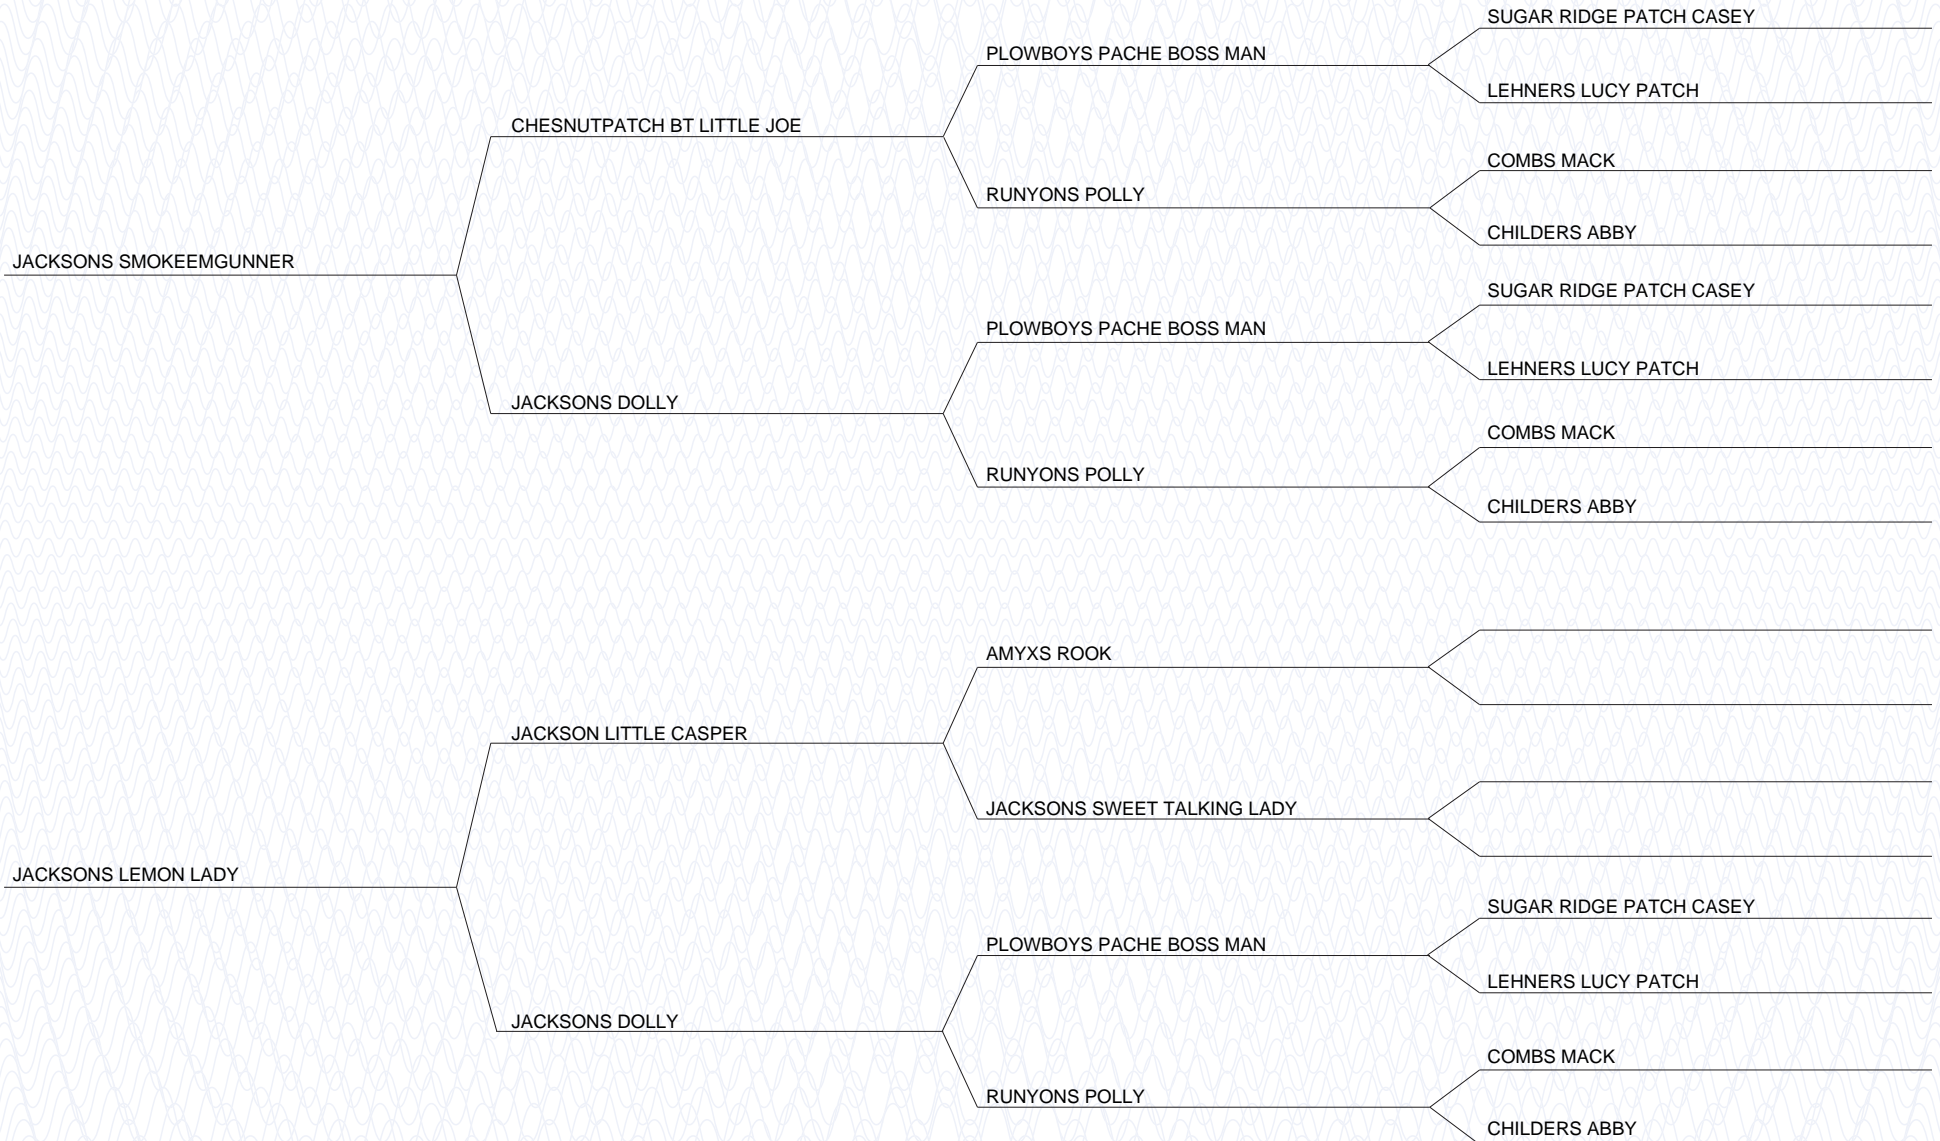 SUGAR RIDGE PATCH CASEY
PLOWBOYS PACHE BOSS MAN
LEHNERS LUCY PATCH
CHESNUTPATCH BT LITTLE JOE
COMBS MACK
RUNYONS POLLY
CHILDERS ABBY
JACKSONS SMOKEEMGUNNER
SUGAR RIDGE PATCH CASEY
PLOWBOYS PACHE BOSS MAN
LEHNERS LUCY PATCH
JACKSONS DOLLY
COMBS MACK
RUNYONS POLLY
CHILDERS ABBY
AMYXS ROOK
JACKSON LITTLE CASPER
JACKSONS SWEET TALKING LADY
JACKSONS LEMON LADY
SUGAR RIDGE PATCH CASEY
PLOWBOYS PACHE BOSS MAN
LEHNERS LUCY PATCH
JACKSONS DOLLY
COMBS MACK
RUNYONS POLLY
CHILDERS ABBY